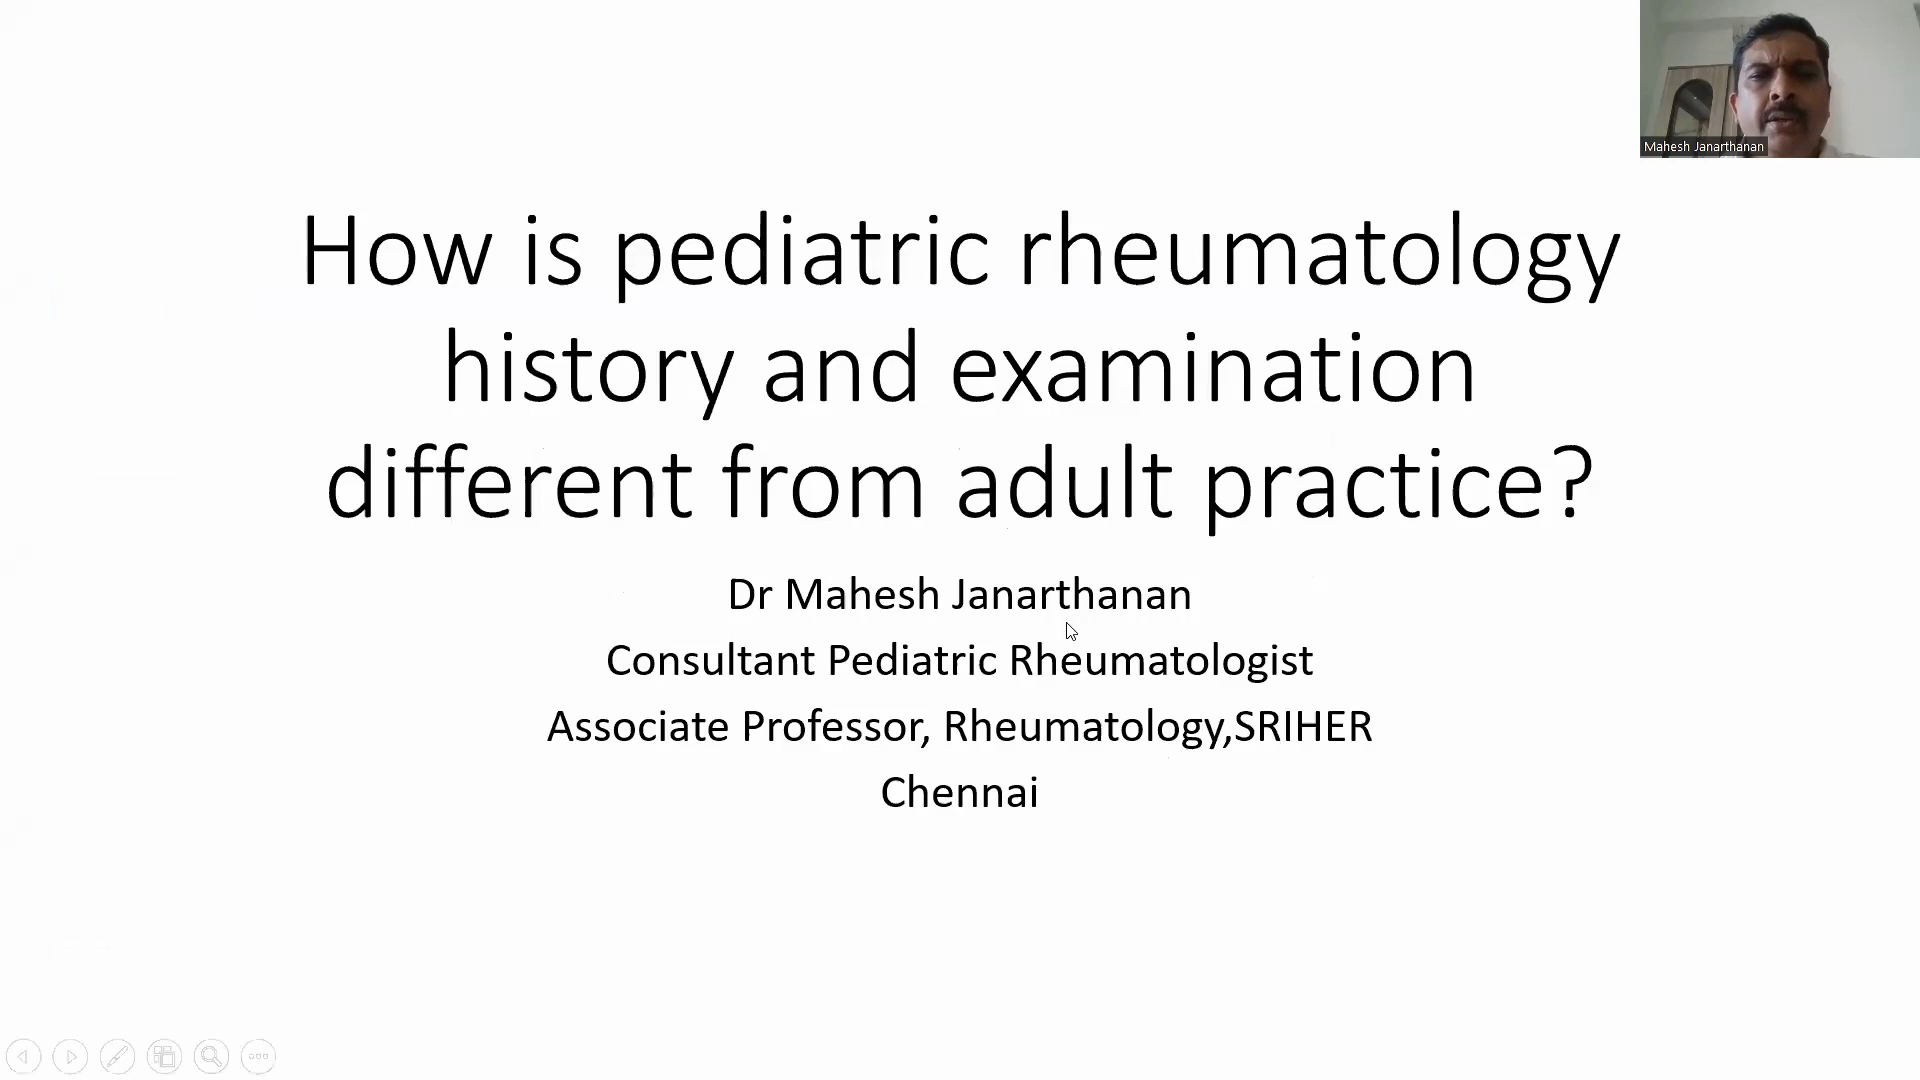 Mahesh Janarthanan
How is pediatric rheumatology
history and examination
different from adult practice?
Dr Mahesh Janarthanan
Consultant Pediatric Rheumatologist
Associate Professor, Rheumatology,SRIHER
Chennai